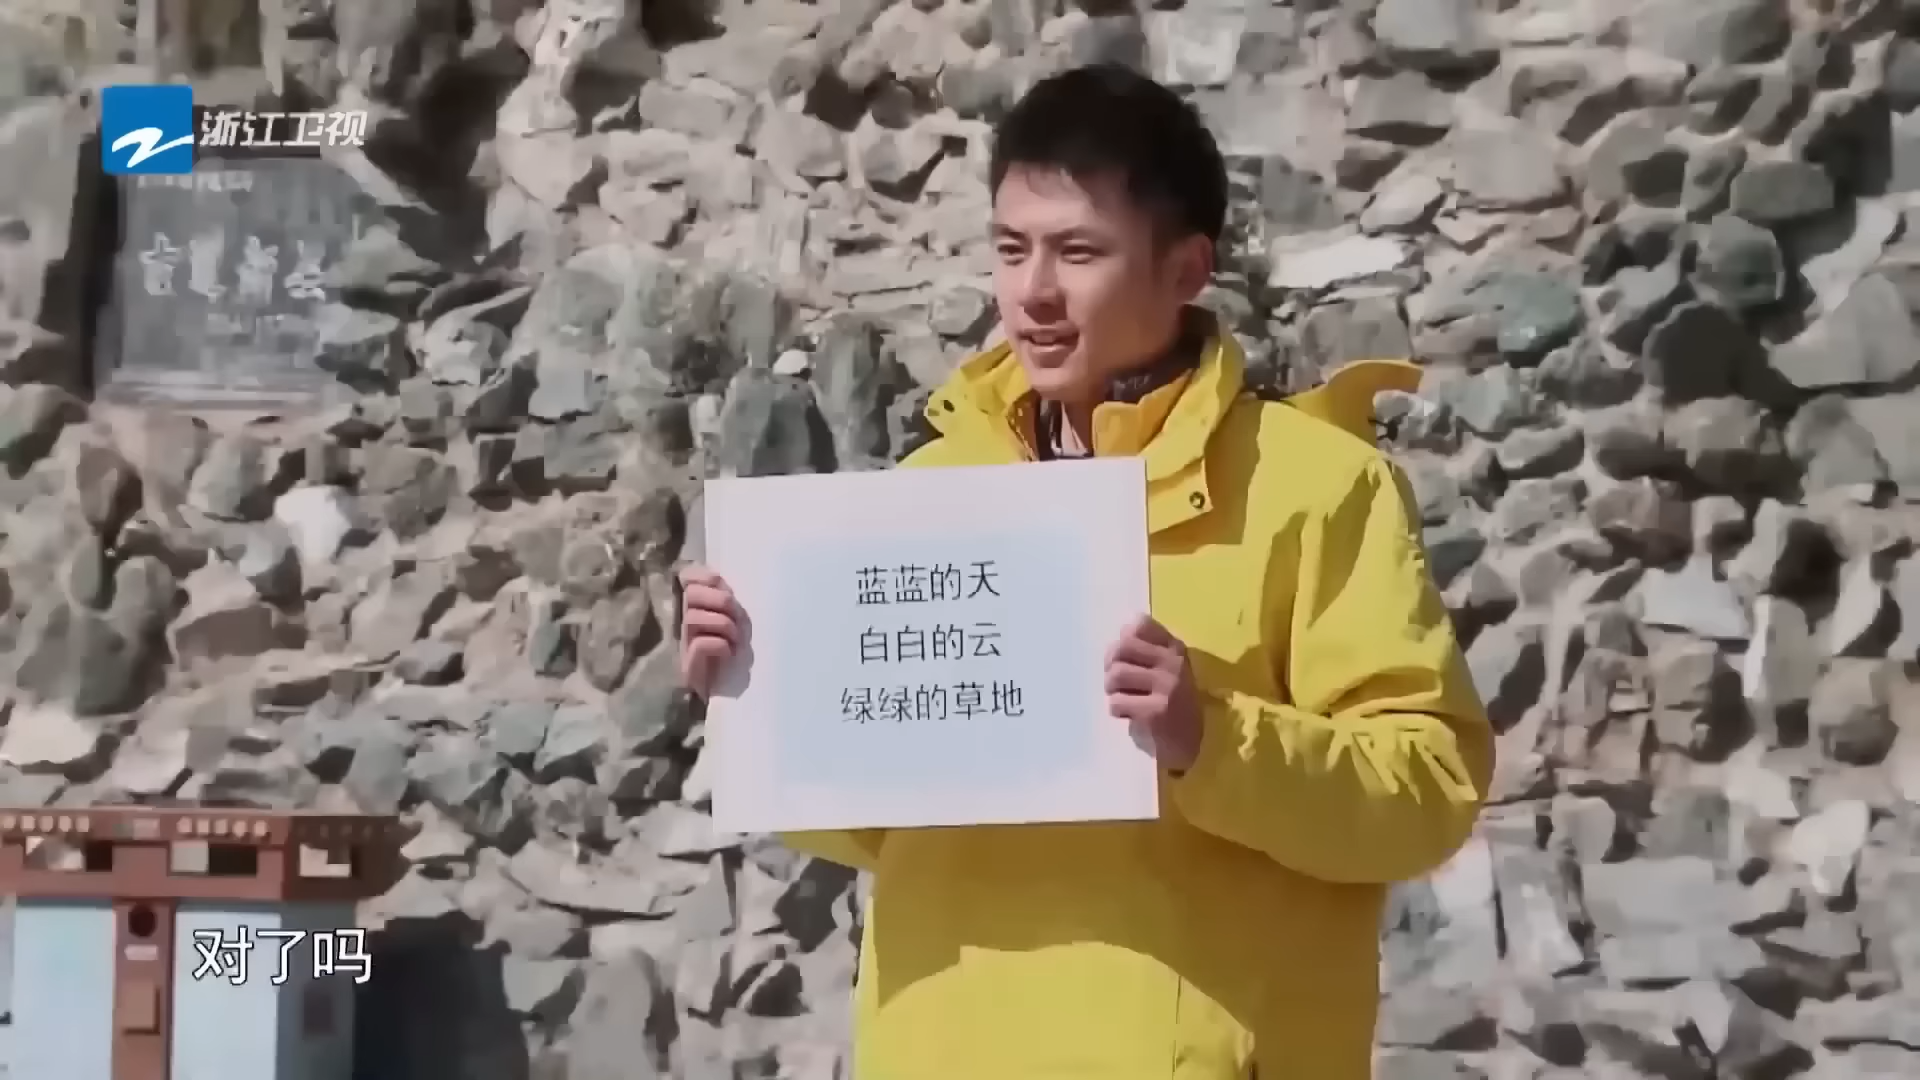 浙江卫视
蓝蓝的天
白白的云
绿绿的草地
对了吗